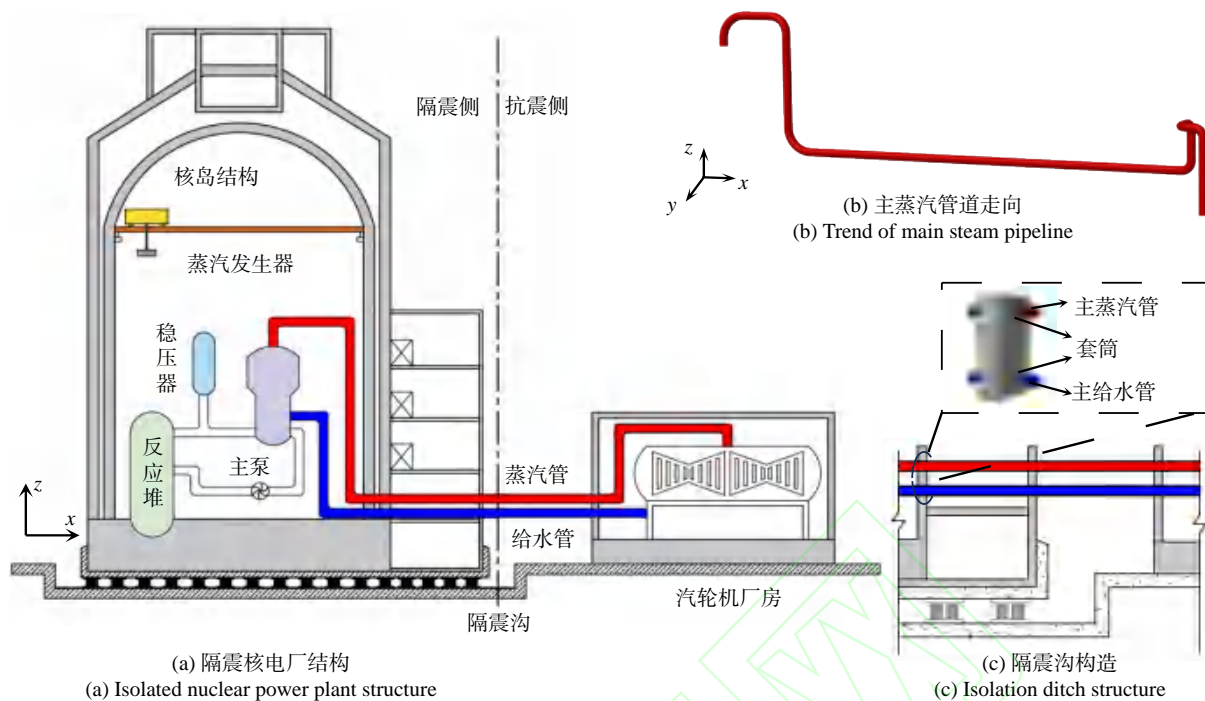 隔震侧
抗震侧
核岛结构
蒸汽发生器
稳
压
器
反
应
堆
主泵
z
x
蒸汽管
给水管
汽轮机厂房
隔震沟
(a) 隔震核电厂结构
(a) Isolated nuclear power plant structure
z
x
y
(b) 主蒸汽管道走向
(b) Trend of main steam pipeline
主蒸汽管
套筒
主给水管
(c) 隔震沟构造
(c) Isolation ditch structure